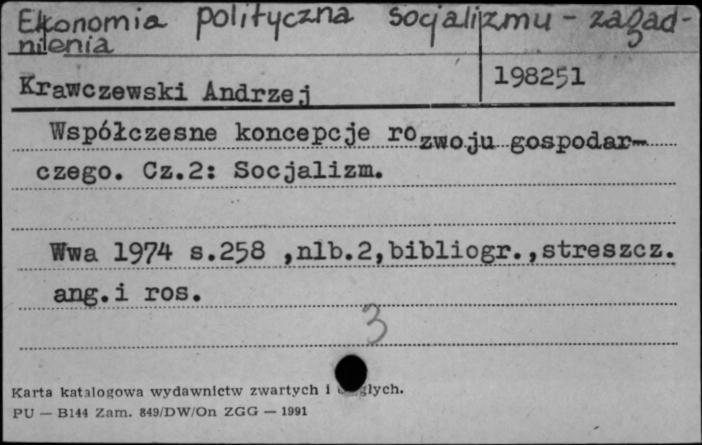 Ekonomia polityczna socjalizmu - zagad-
nienia
Krawczewski Andrzej
198251
Współczesne koncepcje rozwoju gospodar-
czego. Cz.2: Socjalizm.
Wwa 1974 s.258 ,nlb.2,bibliogr.,streszcz.
ang.i ros.
3
Karta katalogowa wydawnictw zwartych i
PU — B144 Zam. 849/DW/On ZGG — 1991